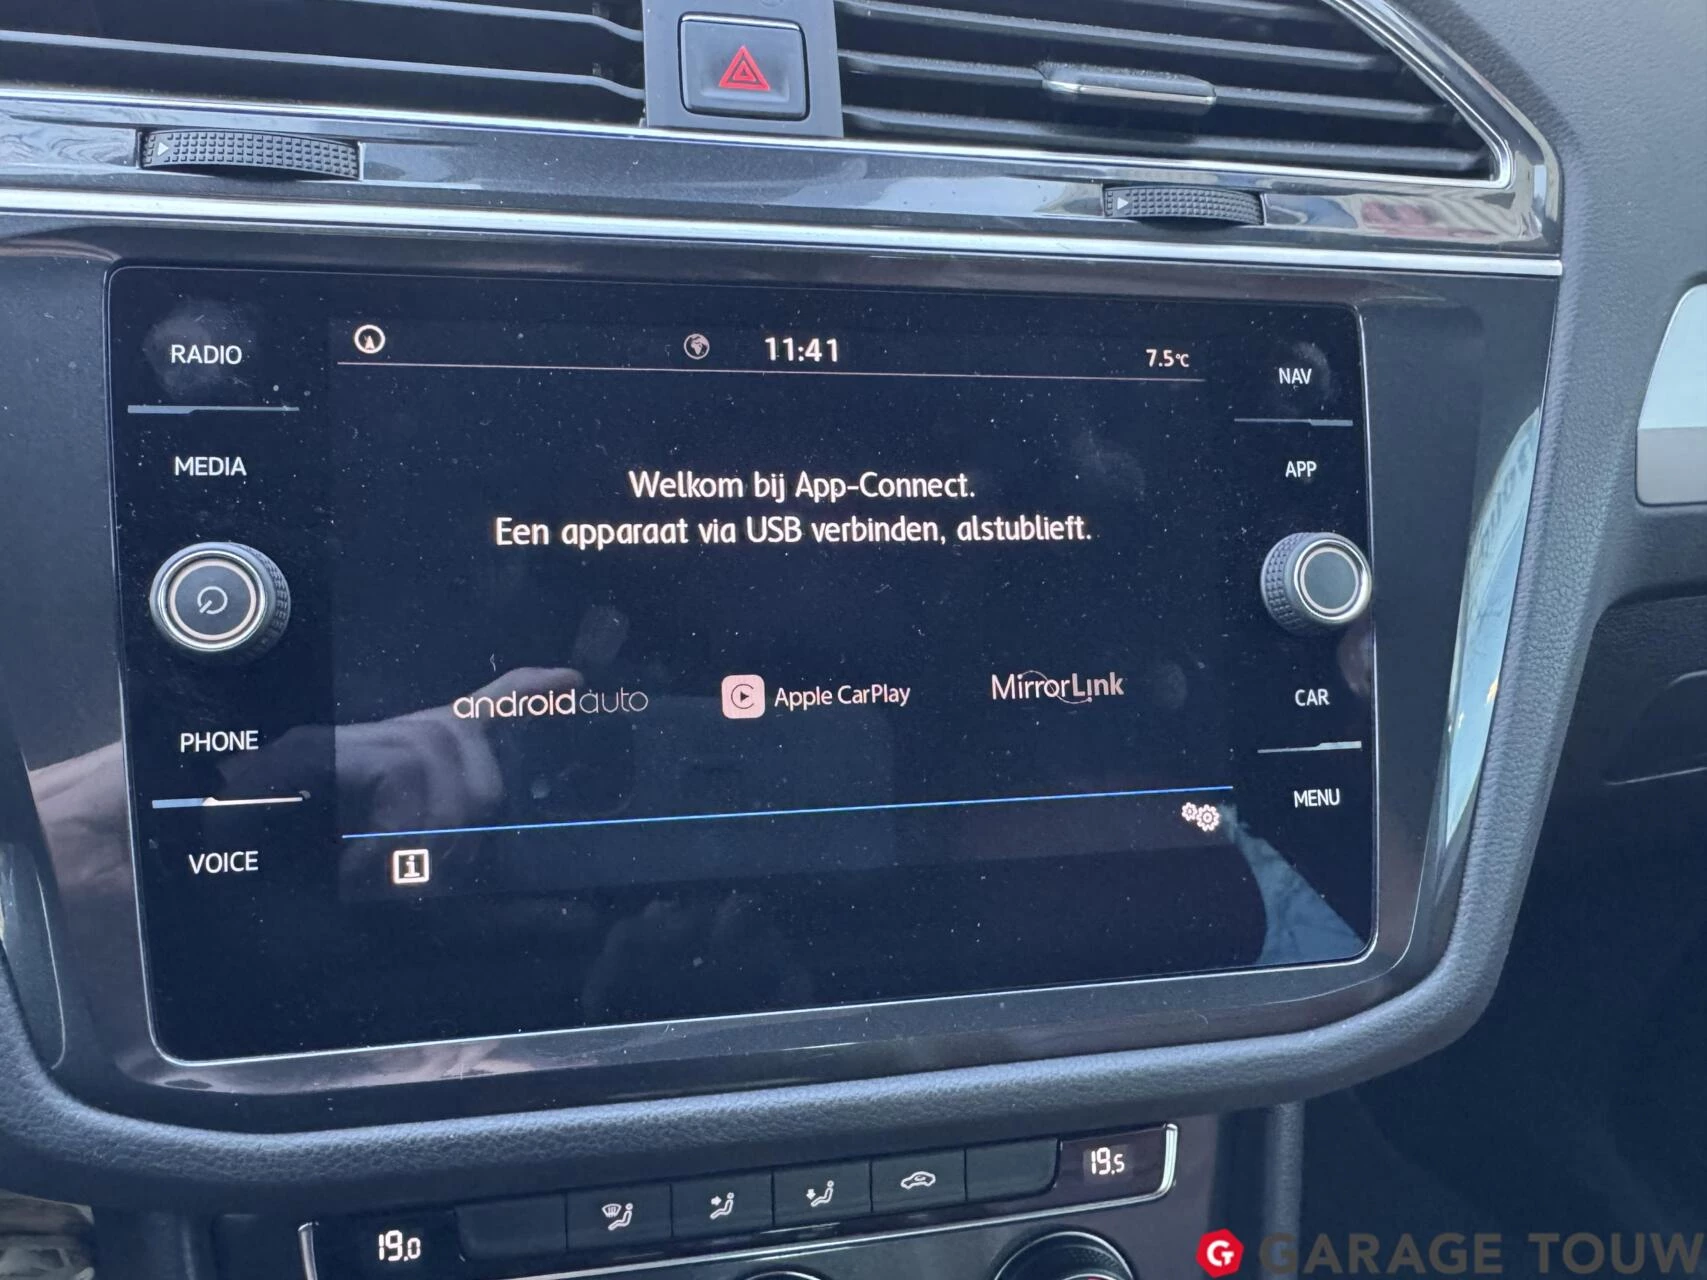 RADIO
MEDIA
PHONE
VOICE
11:41
7.5°C
Welkom bij App-Connect.
Een apparaat via USB verbinden, alstublieft.
androidauto
Apple CarPlay
MirrorLink
i
NAV
APP
CAR
MENU
19.0
19.5
G GARAGE TOUW